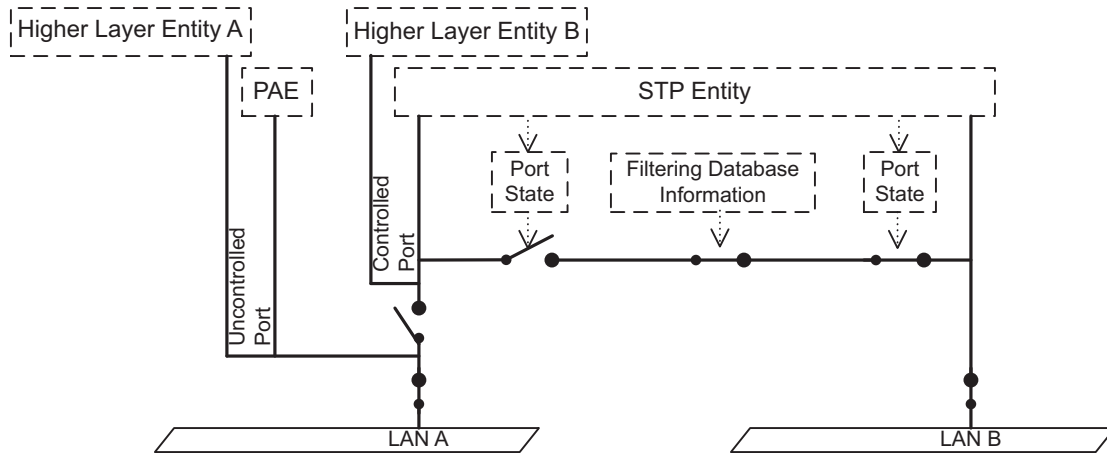 Higher Layer Entity A
Higher Layer Entity B
PAE
STP Entity
Port
State
Filtering Database
Information
Port
State
Uncontrolled
Port
Controlled
Port
LAN A
LAN B